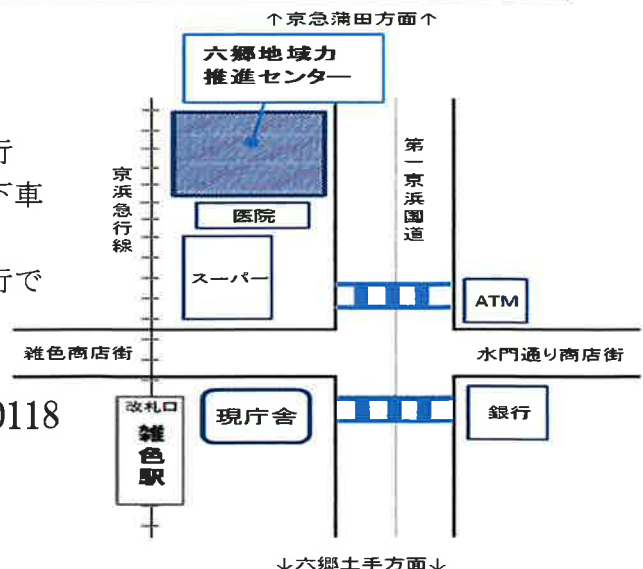 ↑京急蒲田方面↑
六郷地域力
推進センター
行
下車
行で
0118
京浜急行線
第一京浜国道
医院
スーパー
ATM
雑色商店街
水門通り商店街
改札口
雑色駅
現庁舎
銀行
↓六郷土手方面↓